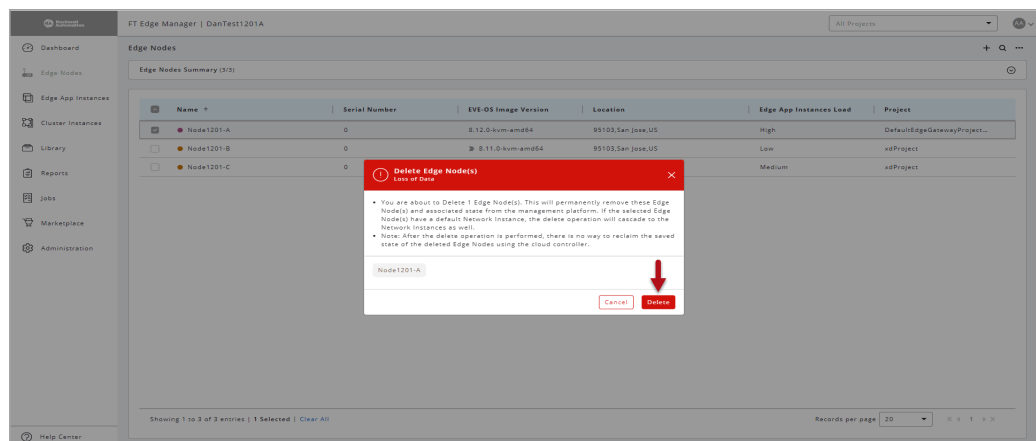 Rockwell Automation
FT Edge Manager | DanTest1201A
All Projects
AA
Dashboard
Edge Nodes
Edge App Instances
Cluster Instances
Library
Reports
Jobs
Marketplace
Administration
Help Center
Edge Nodes
Edge Nodes Summary (3/3)
Name Serial Number EVE-OS Image Version Location Edge App Instances Load Project
Node1201-A 0 8.12.0-kvm-amd64 95103,San Jose,US High DefaultEdgeGatewayProject...
Node1201-B 0 8.11.0-kvm-amd64 95103,San Jose,US Low xdProject
Node1201-C 0 Medium xdProject
Delete Edge Node(s)
Loss of Data
• You are about to Delete 1 Edge Node(s). This will permanently remove these Edge
Node(s) and associated state from the management platform. If the selected Edge
Node(s) have a default Network Instance, the delete operation will cascade to the
Network Instances as well.
• Note: After the delete operation is performed, there is no way to reclaim the saved
state of the deleted Edge Nodes using the cloud controller.
Node1201-A
Cancel Delete
Showing 1 to 3 of 3 entries | 1 Selected | Clear All
Records per page 20 1